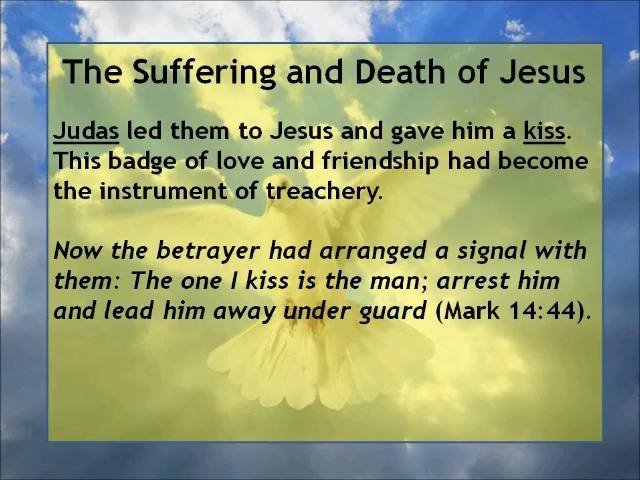 The Suffering and Death of Jesus
Judas led them to Jesus and gave him a kiss.
This badge of love and friendship had become
the instrument of treachery.
Now the betrayer had arranged a signal with
them: The one I kiss is the man; arrest him
and lead him away under guard (Mark 14:44).